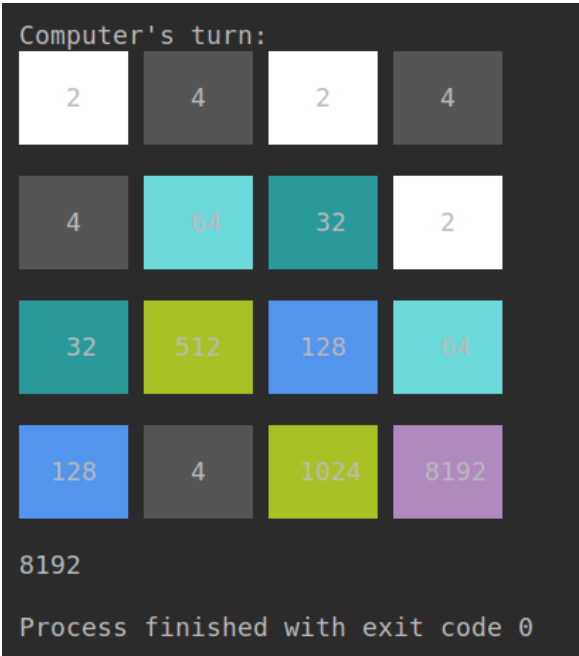 Computer's turn:
2 4 2 4
4 64 32 2
32 512 128 64
128 4 1024 8192
8192
Process finished with exit code 0